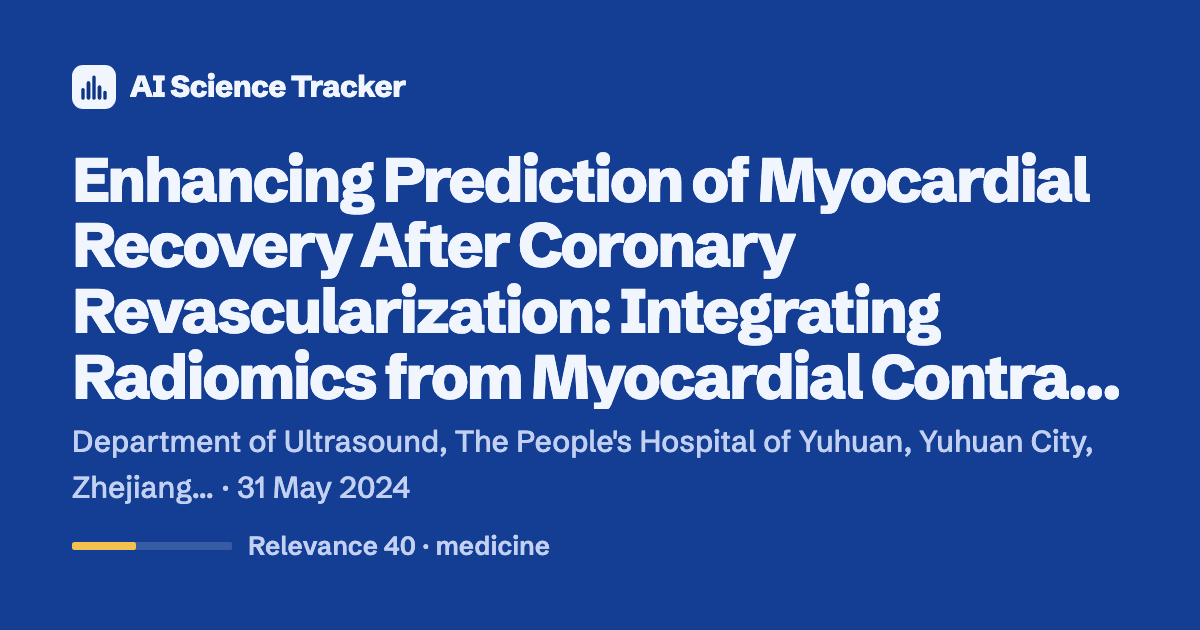 AI Science Tracker
Enhancing Prediction of Myocardial
Recovery After Coronary
Revascularization: Integrating
Radiomics from Myocardial Contra...
Department of Ultrasound, The People's Hospital of Yuhuan, Yuhuan City,
Zhejiang... · 31 May 2024
Relevance 40 · medicine